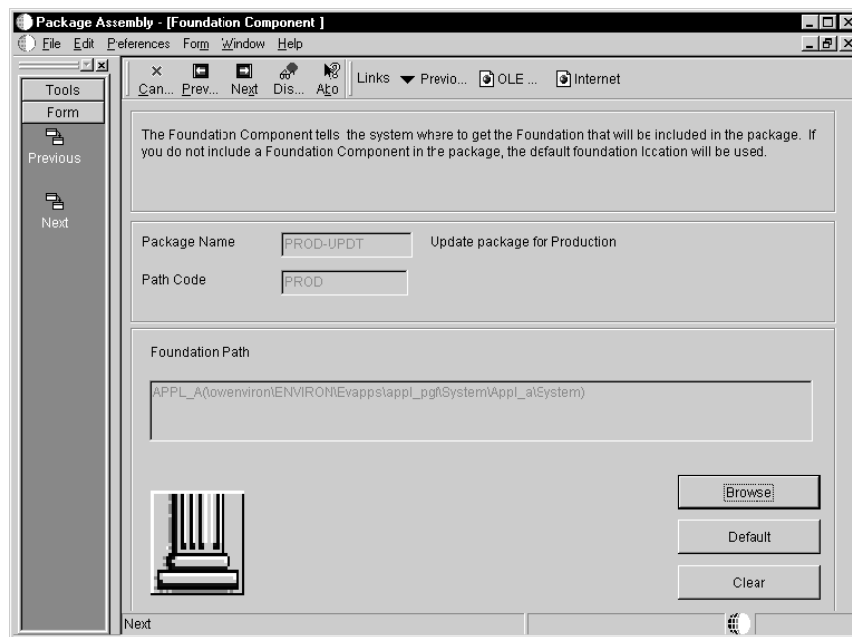 Package Assembly - [Foundation Component ]
File Edit Preferences Form Window Help
Can... Prev... Next Dis... Abo Links Previo... OLE ... Internet
Tools
Form
Previous
Next
The Foundation Component tells the system where to get the Foundation that will be included in the package. If
you do not include a Foundation Component in the package, the default foundation location will be used.
Package Name PROD-UPDT Update package for Production
Path Code PROD
Foundation Path
APPL_A(\owenviron\ENVIRON\Evapps\appl_pgf\System\Appl_a\System)
Browse
Default
Clear
Next